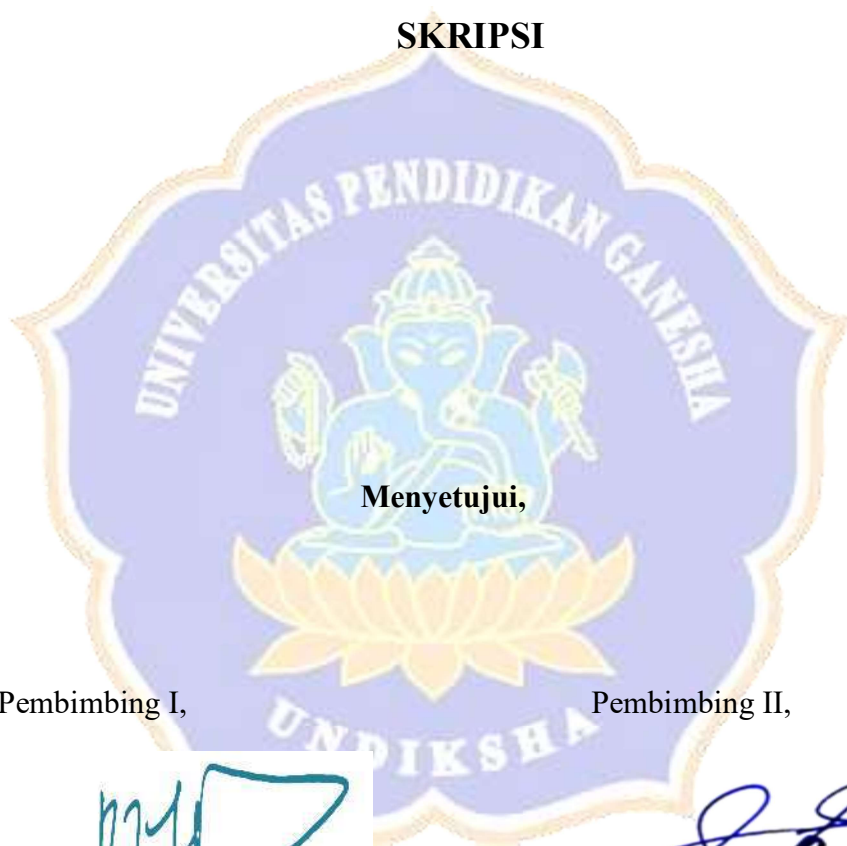 SKRIPSI
UNIVERSITAS PENDIDIKAN GANESHA
Menyetujui,
Pembimbing I,
Pembimbing II,
UNDIKSHA